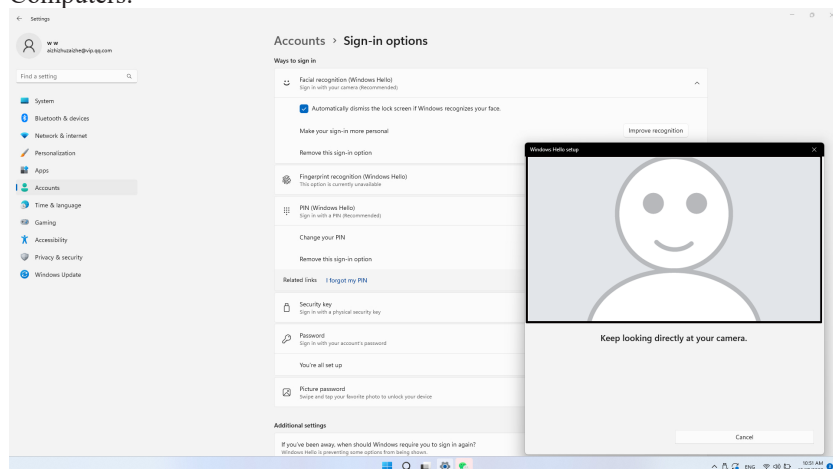 Computers.
Settings
w w
aizhizhuzaizhe@vip.qq.com
Find a setting
System
Bluetooth & devices
Network & internet
Personalization
Apps
Accounts
Time & language
Gaming
Accessibility
Privacy & security
Windows Update
Accounts > Sign-in options
Ways to sign in
Facial recognition (Windows Hello)
Sign in with your camera (Recommended)
Automatically dismiss the lock screen if Windows recognizes your face.
Make your sign-in more personal
Improve recognition
Remove this sign-in option
Fingerprint recognition (Windows Hello)
This option is currently unavailable
PIN (Windows Hello)
Sign in with a PIN (Recommended)
Change your PIN
Remove this sign-in option
Related links I forgot my PIN
Security key
Sign in with a physical security key
Password
Sign in with your account's password
You're all set up
Picture password
Swipe and tap your favorite photo to unlock your device
Additional settings
If you've been away, when should Windows require you to sign in again?
Windows Hello is preventing some options from being shown.
Windows Hello setup
Keep looking directly at your camera.
Cancel
ENG
10:51 AM